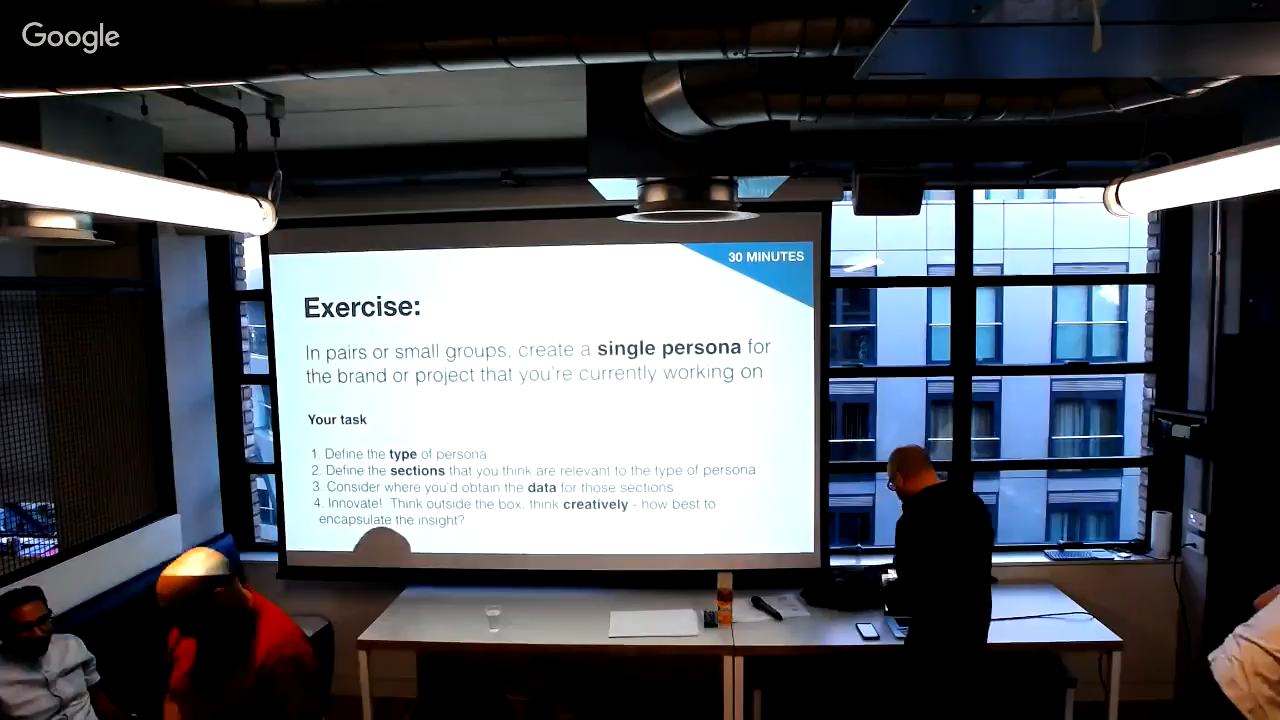 Google
30 MINUTES
Exercise:
In pairs or small groups, create a single persona for
the brand or project that you're currently working on
Your task
1. Define the type of persona
2. Define the sections that you think are relevant to the type of persona
3. Consider where you'd obtain the data for those sections
4. Innovate! Think outside the box, think creatively - how best to
encapsulate the insight?